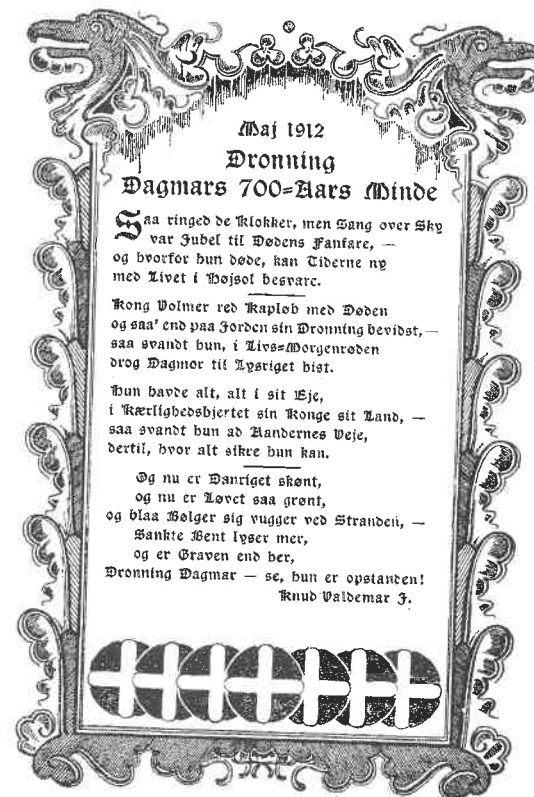 Maj 1912
Dronning
Dagmars 700=Aars Minde
Saa ringed de Klokker, men Sang over Sky
var Jubel til Dødens Fanfare, —
og hvorfor hun døde, kan Tiderne ny
med Livet i Højsol besvare.
Kong Volmer red Kapløb med Døden
og saa' end paa Jorden sin Dronning bevidst, —
saa svandt hun, i Livs=Morgenrøden
drog Dagmor til Lysriget hist.
Hun havde alt, alt i sit Eje,
i Kærlighedshjertet sin Konge sit Land, —
saa svandt hun ad Aandernes Veje,
dertil, hvor alt sikre hun kan.
Og nu er Danriget skønt,
og nu er Løvet saa grønt,
og blaa Bølger sig vugger ved Stranden, —
Sankte Bent lyser mer,
og er Graven end her,
Dronning Dagmar — se, hun er opstanden!
Knud Valdemar J.